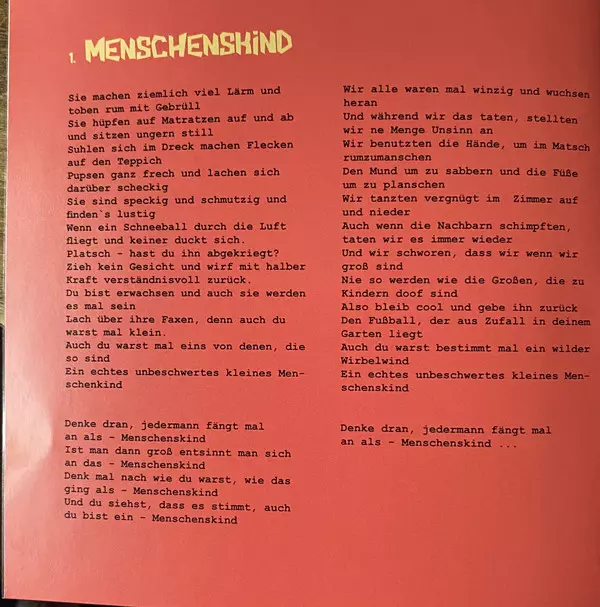 1. MENSCHENSKIND
Sie machen ziemlich viel Lärm und
toben rum mit Gebrüll
Sie hüpfen auf Matratzen auf und ab
und sitzen ungern still
Suhlen sich im Dreck machen Flecken
auf den Teppich
Pupsen ganz frech und lachen sich
darüber scheckig
Sie sind speckig und schmutzig und
finden`s lustig
Wenn ein Schneeball durch die Luft
fliegt und keiner duckt sich.
Platsch - hast du ihn abgekriegt?
Zieh kein Gesicht und wirf mit halber
Kraft verständnisvoll zurück.
Du bist erwachsen und auch sie werden
es mal sein
Lach über ihre Faxen, denn auch du
warst mal klein.
Auch du warst mal eins von denen, die
so sind
Ein echtes unbeschwertes kleines Men-
schenkind
Denke dran, jedermann fängt mal
an als - Menschenskind
Ist man dann groß entsinnt man sich
an das - Menschenskind
Denk mal nach wie du warst, wie das
ging als - Menschenskind
Und du siehst, dass es stimmt, auch
du bist ein - Menschenskind
Wir alle waren mal winzig und wuchsen
heran
Und während wir das taten, stellten
wir ne Menge Unsinn an
Wir benutzten die Hände, um im Matsch
rumzumanschen
Den Mund um zu sabbern und die Füße
um zu planschen
Wir tanzten vergnügt im Zimmer auf
und nieder
Auch wenn die Nachbarn schimpften,
taten wir es immer wieder
Und wir schworen, dass wir wenn wir
groß sind
Nie so werden wie die Großen, die zu
Kindern doof sind
Also bleib cool und gebe ihn zurück
Den Fußball, der aus Zufall in deinem
Garten liegt
Auch du warst bestimmt mal ein wilder
Wirbelwind
Ein echtes unbeschwertes kleines Men-
schenskind
Denke dran, jedermann fängt mal
an als - Menschenskind ...